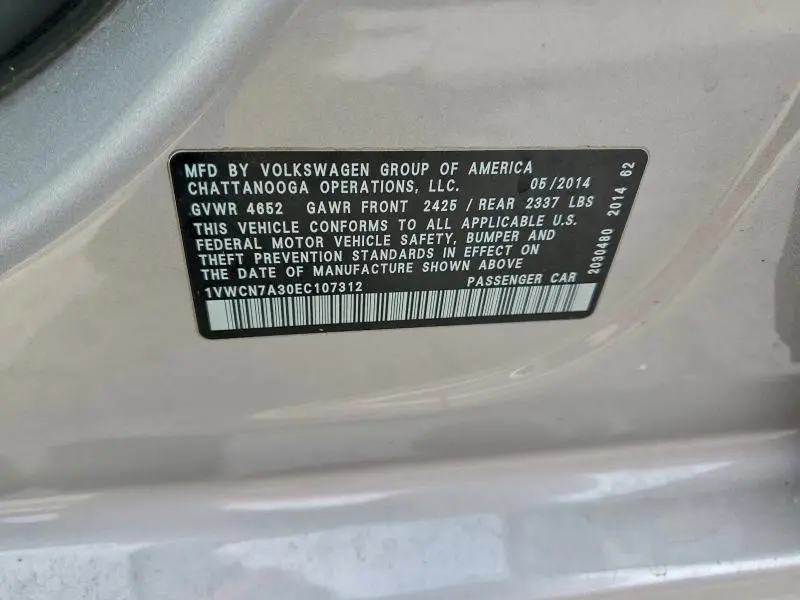 MFD BY VOLKSWAGEN GROUP OF AMERICA
CHATTANOOGA OPERATIONS, LLC. 05/2014
GVWR 4652 GAWR FRONT 2425 / REAR 2337 LBS
THIS VEHICLE CONFORMS TO ALL APPLICABLE U.S.
FEDERAL MOTOR VEHICLE SAFETY, BUMPER AND
THEFT PREVENTION STANDARDS IN EFFECT ON
THE DATE OF MANUFACTURE SHOWN ABOVE
1VWCN7A30EC107312 PASSENGER CAR
2030480 2014 62